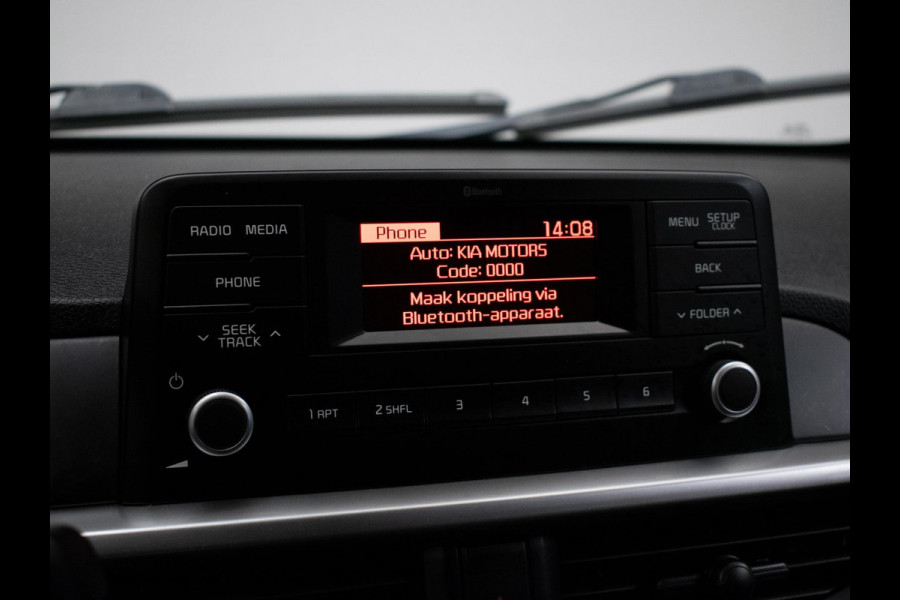 Bluetooth
RADIO MEDIA
PHONE
SEEK
TRACK
Phone 14:08
Auto: KIA MOTORS
Code: 0000
Maak koppeling via
Bluetooth-apparaat.
MENU SETUP
CLOCK
BACK
FOLDER
1 RPT 2 SHFL 3 4 5 6